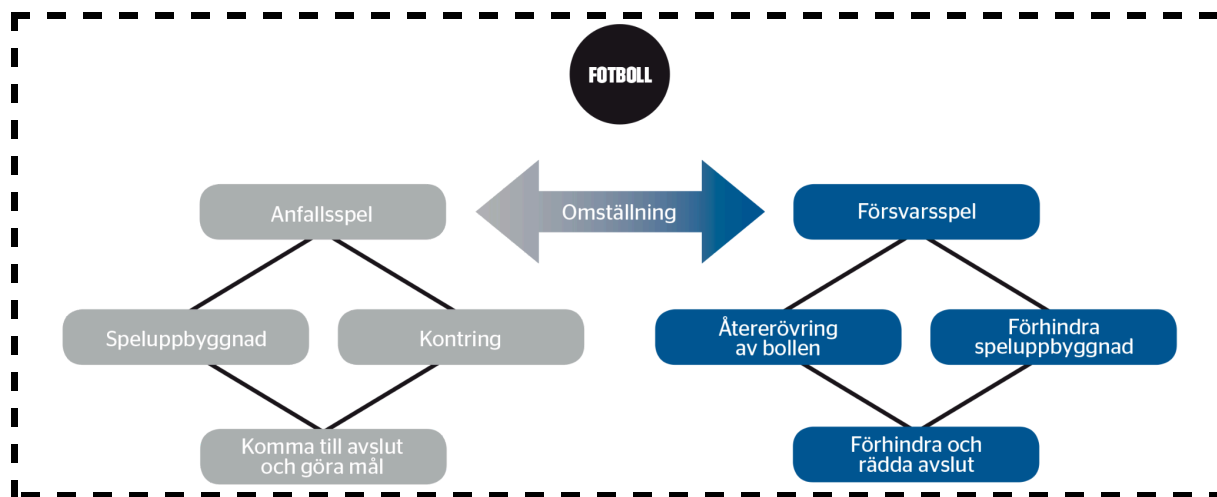 FOTBOLL
Anfallsspel
Omställning
Försvarsspel
Speluppbyggnad
Kontring
Återerövring
av bollen
Förhindra
speluppbyggnad
Komma till avslut
och göra mål
Förhindra och
rädda avslut